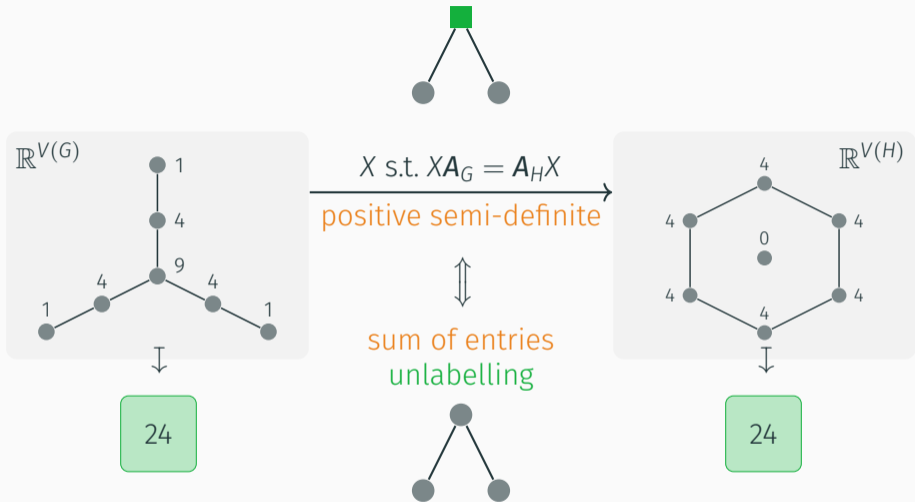 ℝ^V(G)
1
4
9
4
4
1
1
24
X s.t. XA_G = A_HX
positive semi-definite
⇕
sum of entries
unlabelling
ℝ^V(H)
4
4
4
0
4
4
4
24